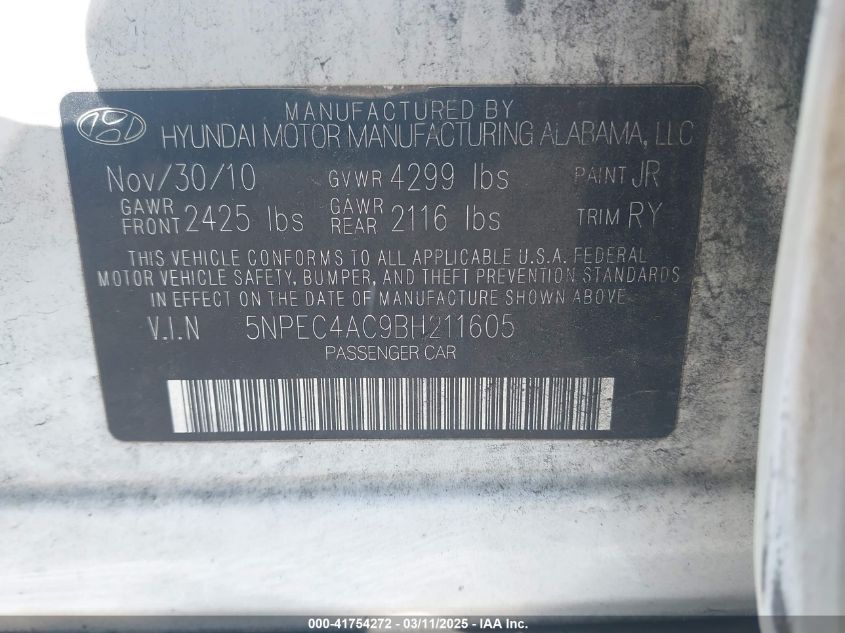 MANUFACTURED BY
HYUNDAI MOTOR MANUFACTURING ALABAMA, LLC
Nov/30/10 GVWR 4299 lbs PAINT JR
GAWR FRONT 2425 lbs GAWR REAR 2116 lbs TRIM RY
THIS VEHICLE CONFORMS TO ALL APPLICABLE U.S.A. FEDERAL
MOTOR VEHICLE SAFETY, BUMPER, AND THEFT PREVENTION STANDARDS
IN EFFECT ON THE DATE OF MANUFACTURE SHOWN ABOVE
V.I.N 5NPEC4AC9BH211605
PASSENGER CAR
000-41754272 - 03/11/2025 - IAA Inc.